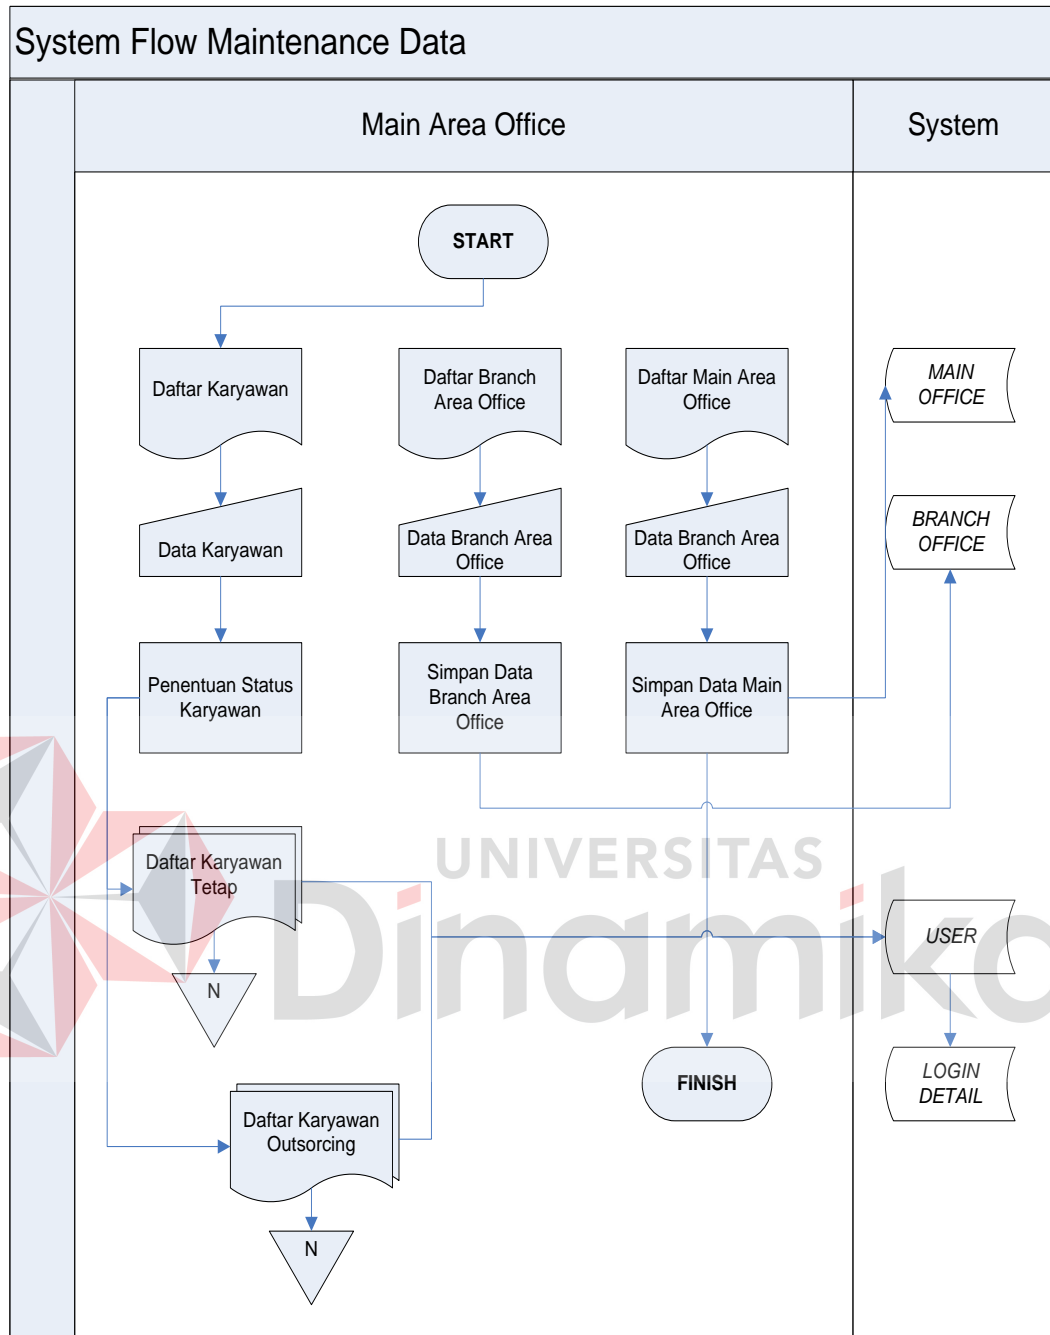 System Flow Maintenance Data
Main Area Office
System
START
Daftar Karyawan
Daftar Branch
Area Office
Daftar Main Area
Office
MAIN
OFFICE
Data Karyawan
Data Branch Area
Office
Data Branch Area
Office
BRANCH
OFFICE
Penentuan Status
Karyawan
Simpan Data
Branch Area
Office
Simpan Data Main
Area Office
Daftar Karyawan
Tetap
UNIVERSITAS
Dinamika
USER
N
FINISH
LOGIN
DETAIL
Daftar Karyawan
Outsorcing
N